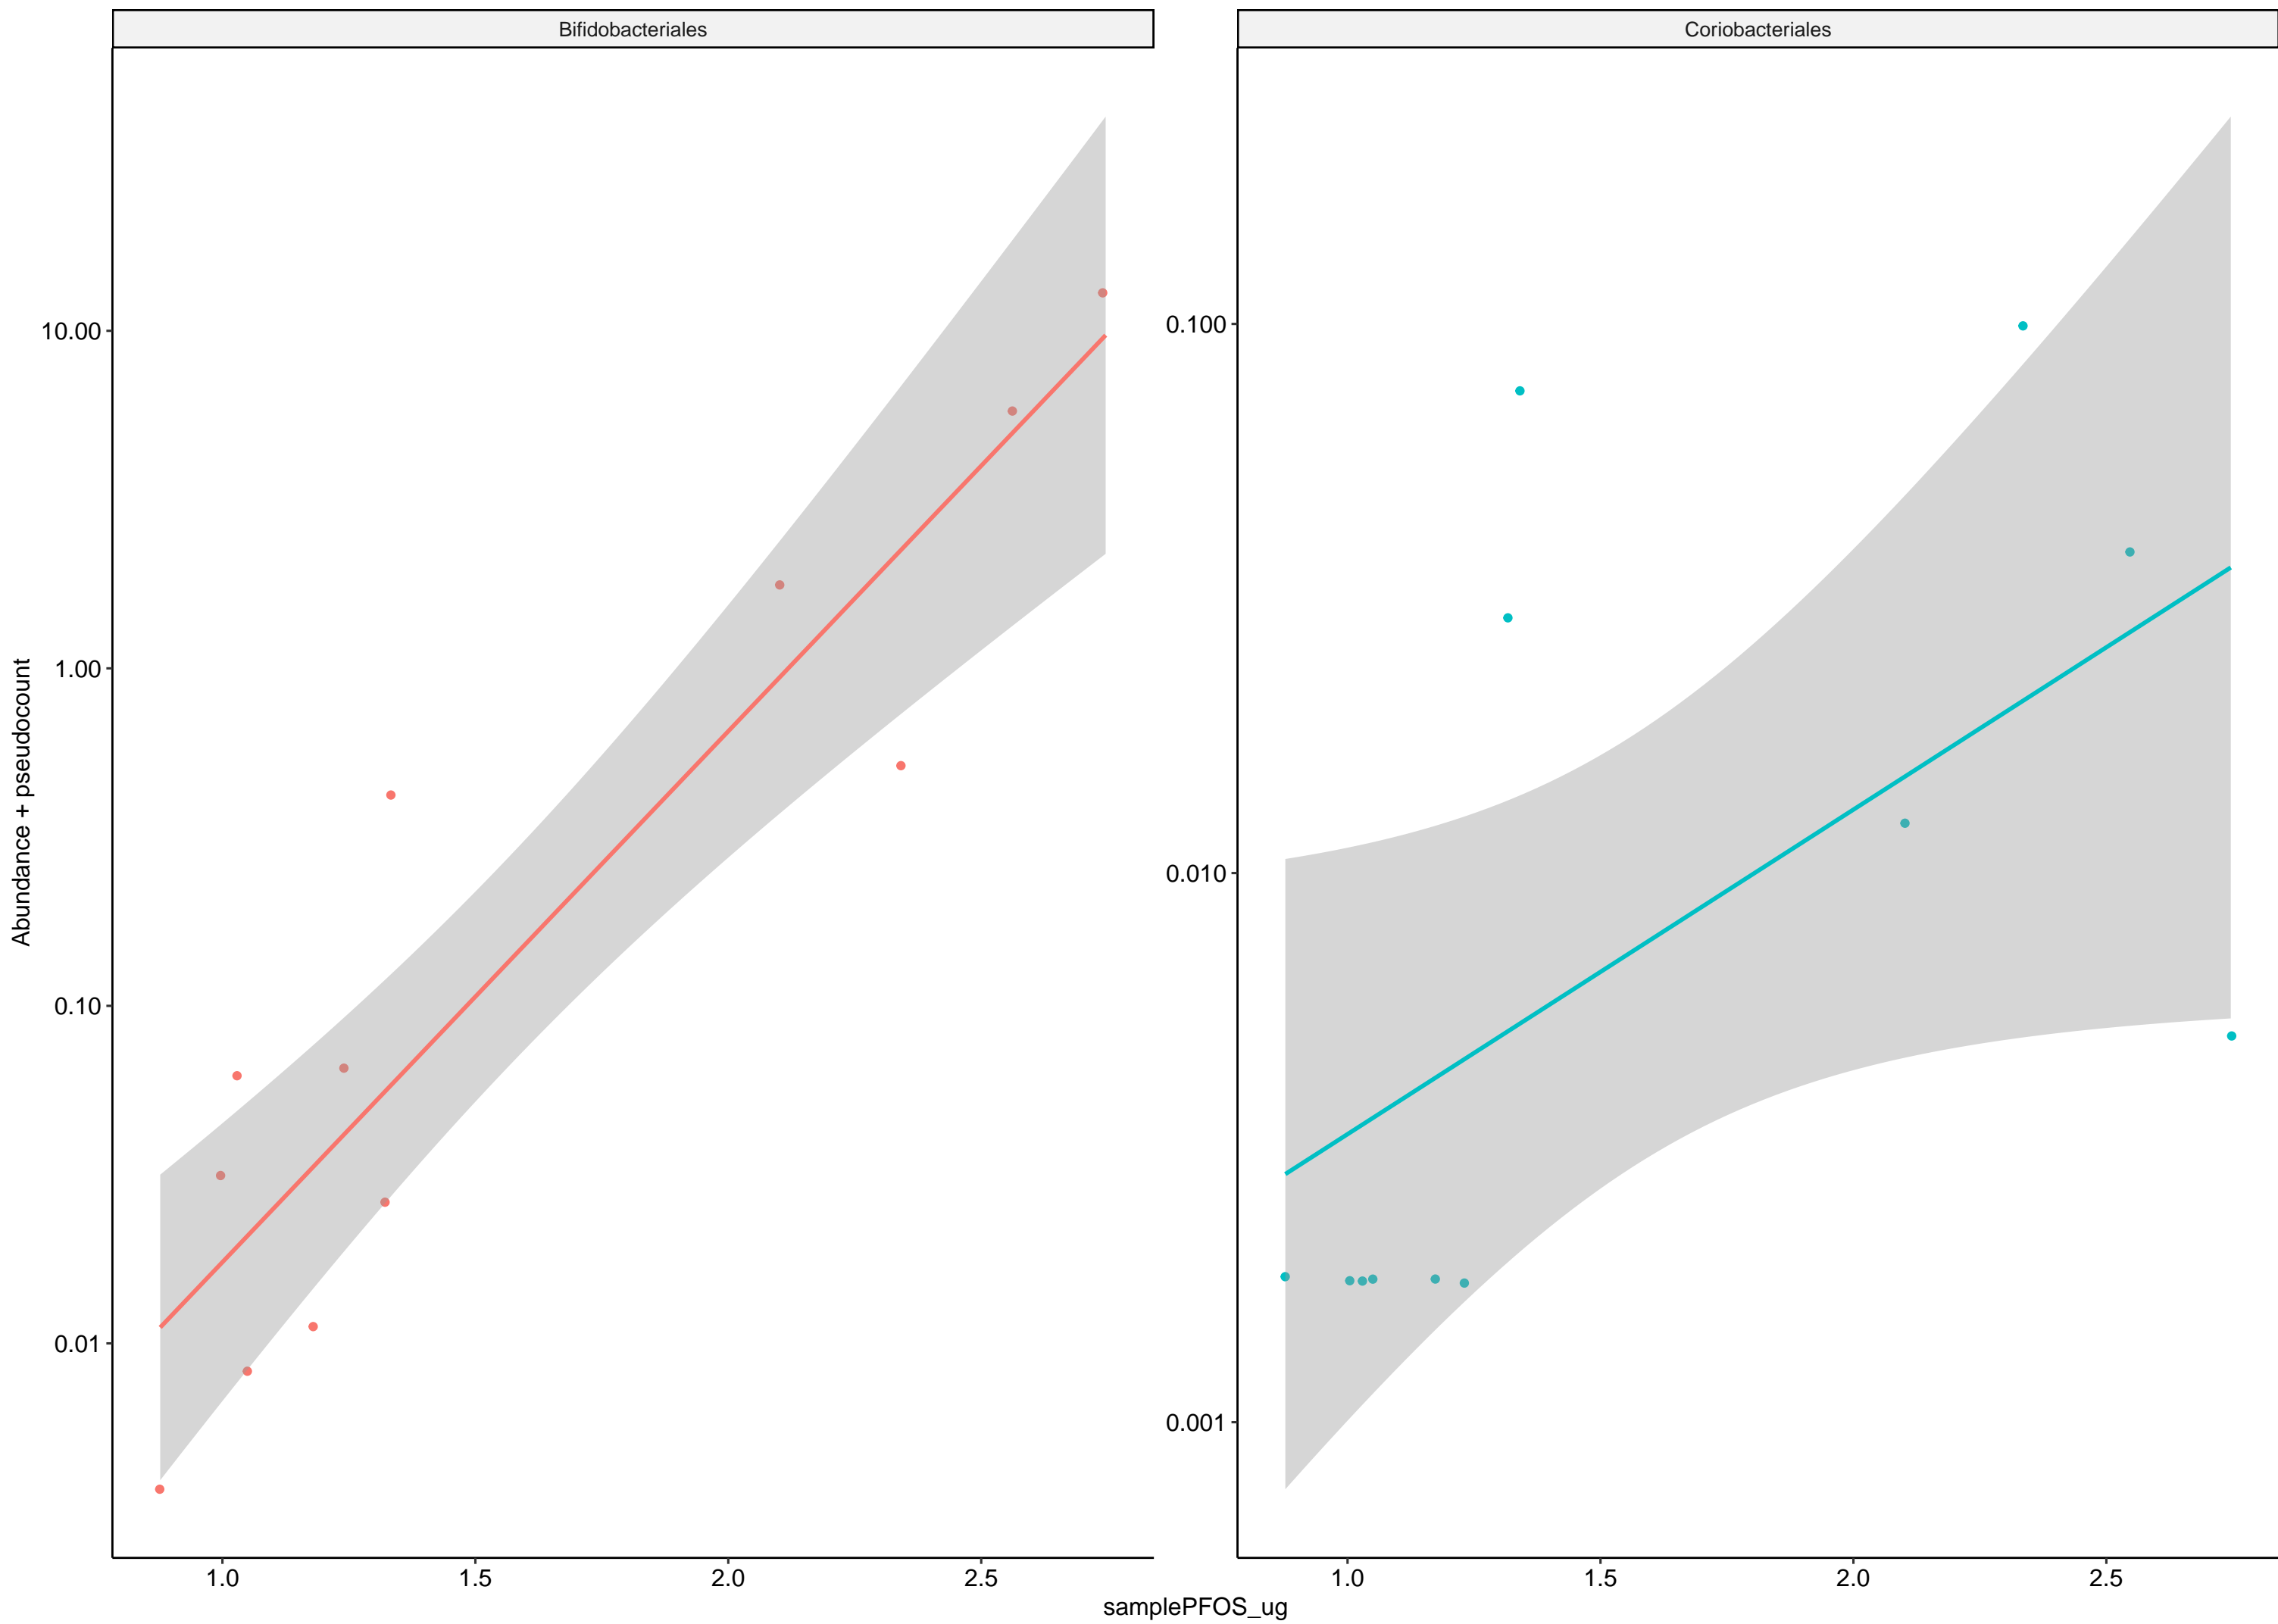 Bifidobacteriales
Coriobacteriales
Abundance + pseudocount
10.00
1.00
0.10
0.01
0.100
0.010
0.001
1.0 1.5 2.0 2.5
1.0 1.5 2.0 2.5
samplePFOS_ug